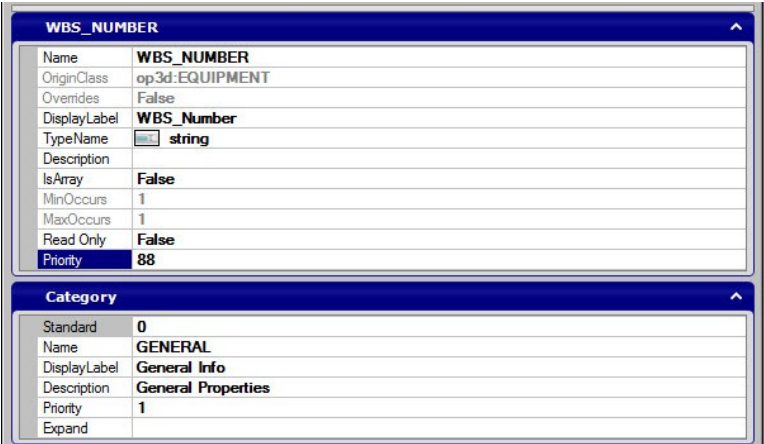 WBS_NUMBER
Name WBS_NUMBER
OriginClass op3d:EQUIPMENT
Overrides False
DisplayLabel WBS_Number
TypeName string
Description
IsArray False
MinOccurs 1
MaxOccurs 1
Read Only False
Priority 88
Category
Standard 0
Name GENERAL
DisplayLabel General Info
Description General Properties
Priority 1
Expand